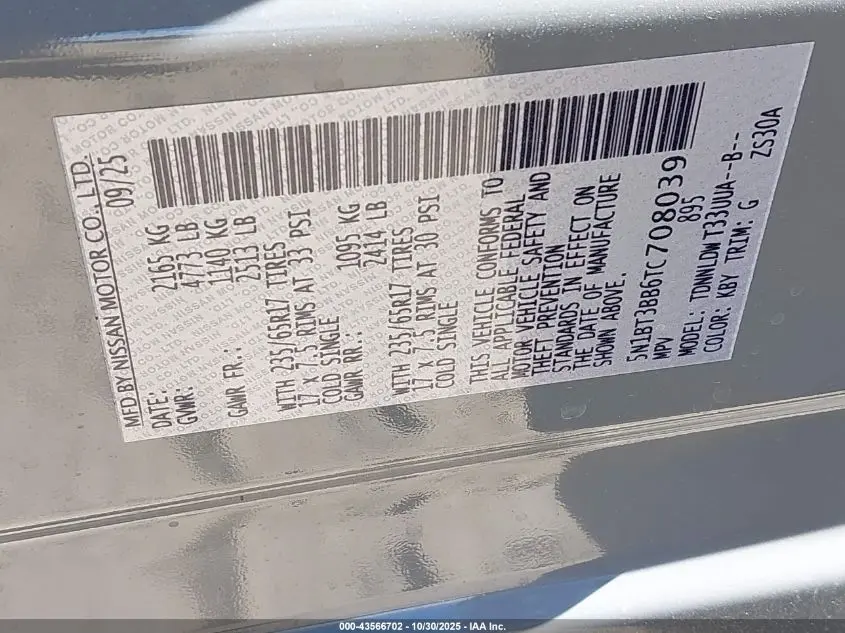 MFD BY NISSAN MOTOR CO., LTD.
DATE: 09/25
GVWR: 2165 KG
4773 LB
GAWR FR.: 1140 KG
2513 LB
WITH 235/65R17 TIRES
17 X 7.5 RIMS AT 33 PSI
COLD SINGLE
GAWR RR.: 1095 KG
2414 LB
WITH 235/65R17 TIRES
17 X 7.5 RIMS AT 30 PSI
COLD SINGLE
THIS VEHICLE CONFORMS TO
ALL APPLICABLE FEDERAL
MOTOR VEHICLE SAFETY AND
THEFT PREVENTION
STANDARDS IN EFFECT ON
THE DATE OF MANUFACTURE
SHOWN ABOVE.
5N1BT3BB6TC708039
MPV 895
MODEL: TDNNLDWT33UUA--B--
COLOR: KBY TRIM: G ZS30A
000-43566702 - 10/30/2025 - IAA Inc.